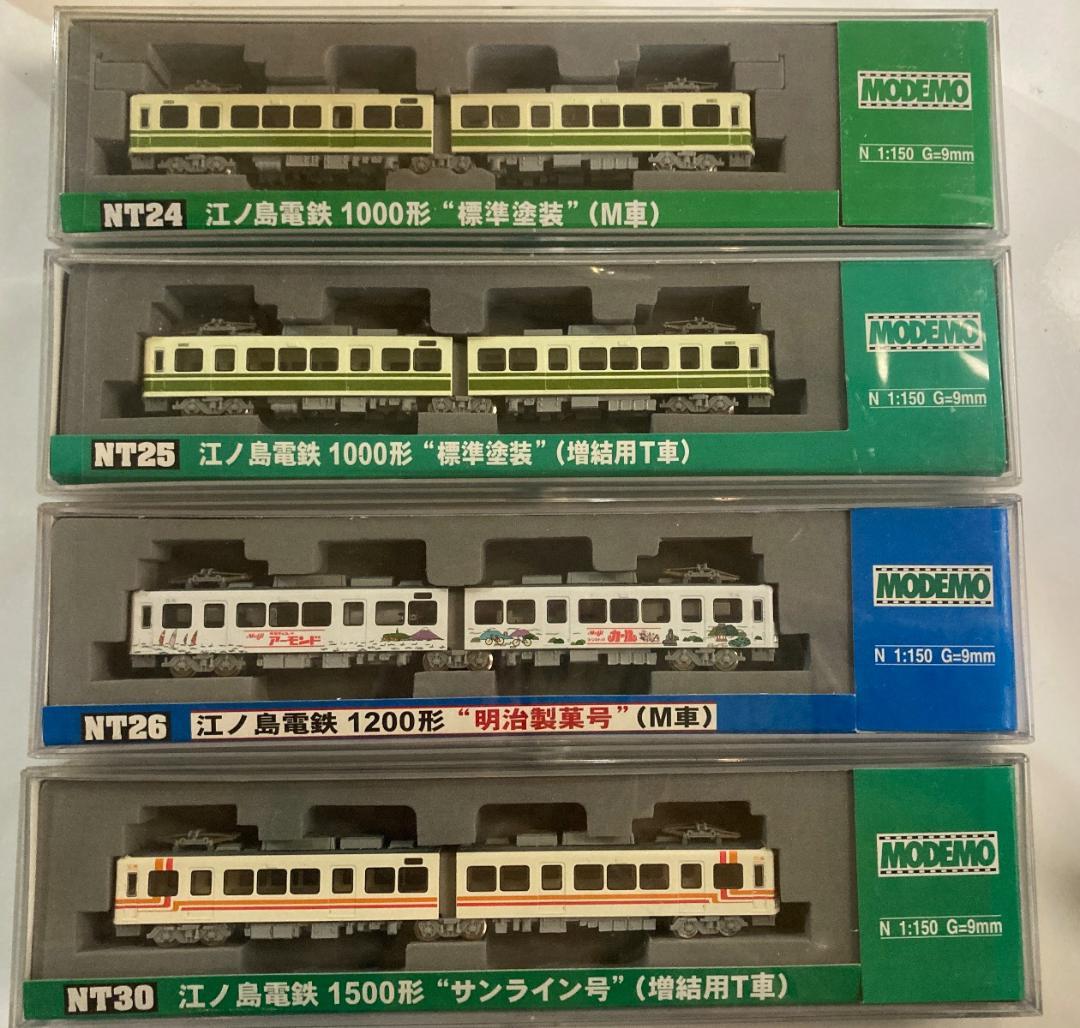 MODEMO
N 1:150 G=9mm
NT24 江ノ島電鉄 1000形 “標準塗装” (M車)
MODEMO
N 1:150 G=9mm
NT25 江ノ島電鉄 1000形 “標準塗装” (増結用T車)
MODEMO
N 1:150 G=9mm
Meiji アーモンド
Meiji カール
NT26 江ノ島電鉄 1200形 “明治製菓号” (M車)
MODEMO
N 1:150 G=9mm
NT30 江ノ島電鉄 1500形 “サンライン号” (増結用T車)